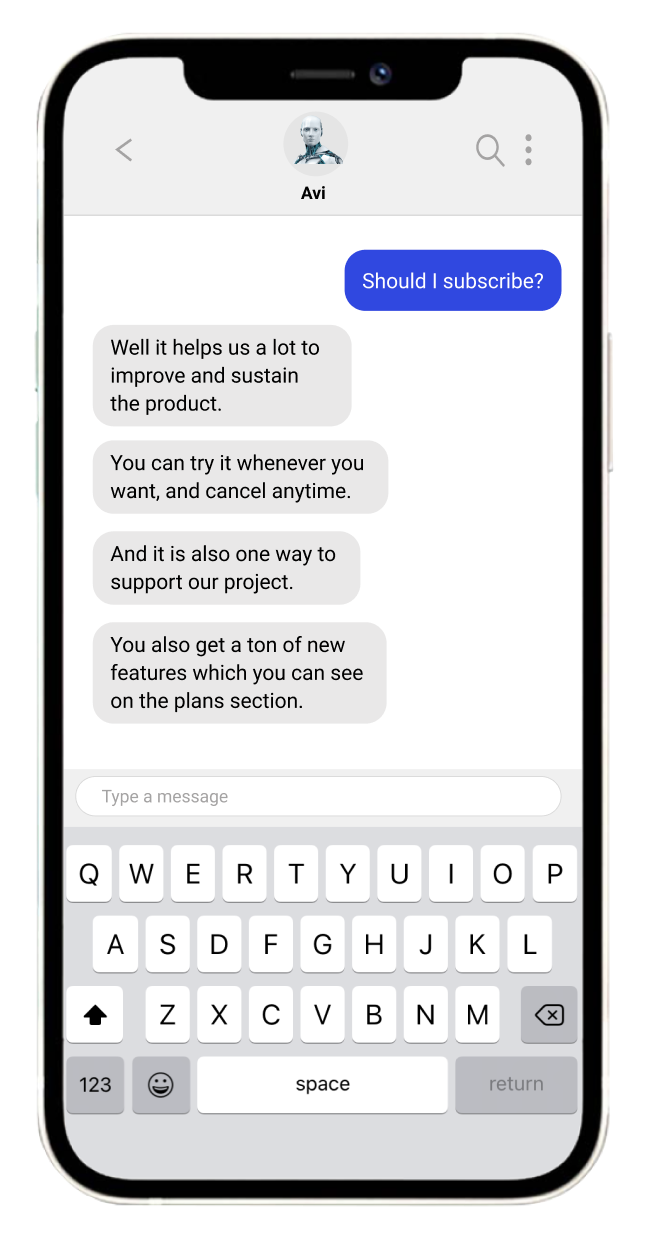 Avi
Should I subscribe?
Well it helps us a lot to
improve and sustain
the product.
You can try it whenever you
want, and cancel anytime.
And it is also one way to
support our project.
You also get a ton of new
features which you can see
on the plans section.
Type a message
Q W E R T Y U I O P
A S D F G H J K L
Z X C V B N M
123 space return